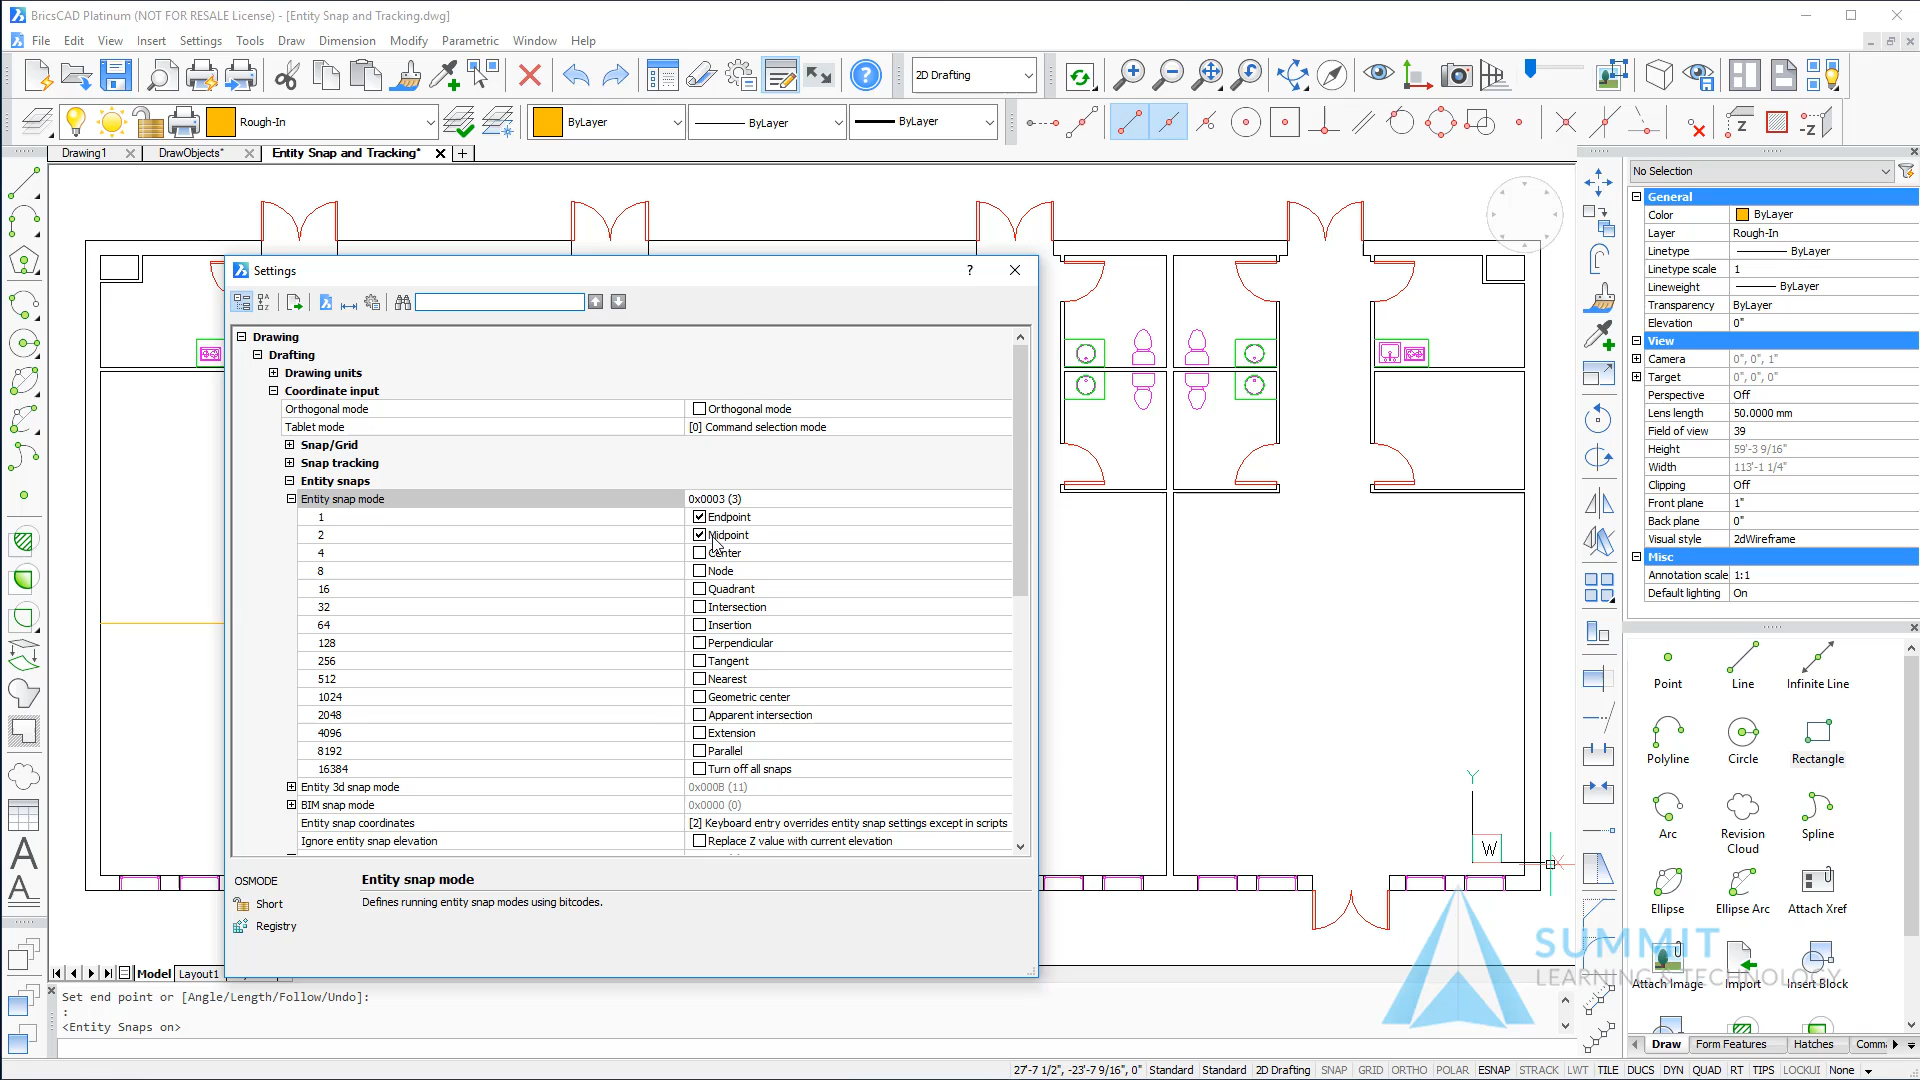 BricsCAD Platinum (NOT FOR RESALE License) - [Entity Snap and Tracking.dwg]
File Edit View Insert Settings Tools Draw Dimension Modify Parametric Window Help
2D Drafting
Rough-In
ByLayer
ByLayer
ByLayer
Drawing1
DrawObjects*
Entity Snap and Tracking*
No Selection
General
Color ByLayer
Layer Rough-In
Linetype ByLayer
Linetype scale 1
Lineweight ByLayer
Transparency ByLayer
Elevation 0"
View
Camera 0", 0", 1"
Target 0", 0", 0"
Perspective Off
Lens length 50.0000 mm
Field of view 39
Height 59'-3 9/16"
Width 113'-1 1/4"
Clipping Off
Front plane 1"
Back plane 0"
Visual style 2dWireframe
Misc
Annotation scale 1:1
Default lighting On
Settings
Drawing
Drafting
Drawing units
Coordinate input
Orthogonal mode Orthogonal mode
Tablet mode [0] Command selection mode
Snap/Grid
Snap tracking
Entity snaps
Entity snap mode 0x0003 (3)
1 Endpoint
2 Midpoint
4 Center
8 Node
16 Quadrant
32 Intersection
64 Insertion
128 Perpendicular
256 Tangent
512 Nearest
1024 Geometric center
2048 Apparent intersection
4096 Extension
8192 Parallel
16384 Turn off all snaps
Entity 3d snap mode 0x000B (11)
BIM snap mode 0x0000 (0)
Entity snap coordinates [2] Keyboard entry overrides entity snap settings except in scripts
Ignore entity snap elevation Replace Z value with current elevation
OSMODE
Short
Registry
Entity snap mode
Defines running entity snap modes using bitcodes.
Y
W
X
Point Line Infinite Line
Polyline Circle Rectangle
Arc Revision Cloud Spline
Ellipse Ellipse Arc Attach Xref
Attach Image Import Insert Block
SUMMIT
LEARNING & TECHNOLOGY
Draw Form Features Hatches Comma
Model Layout1
Set end point or [Angle/Length/Follow/Undo]:
:
<Entity Snaps on>
27'-7 1/2", -23'-7 9/16", 0" Standard Standard 2D Drafting SNAP GRID ORTHO POLAR ESNAP STRACK LWT TILE DUCS DYN QUAD RT TIPS LOCKUI None